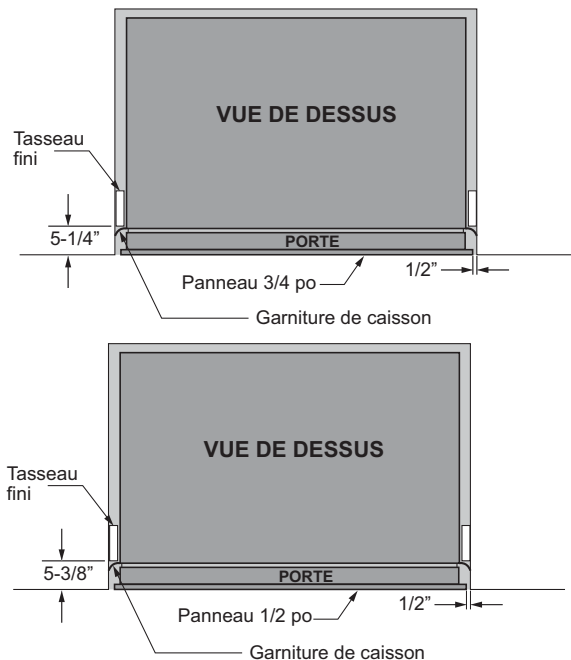 VUE DE DESSUS
Tasseau
fini
5-1/4”
PORTE
1/2”
Panneau 3/4 po
Garniture de caisson
VUE DE DESSUS
Tasseau
fini
5-3/8”
PORTE
1/2”
Panneau 1/2 po
Garniture de caisson